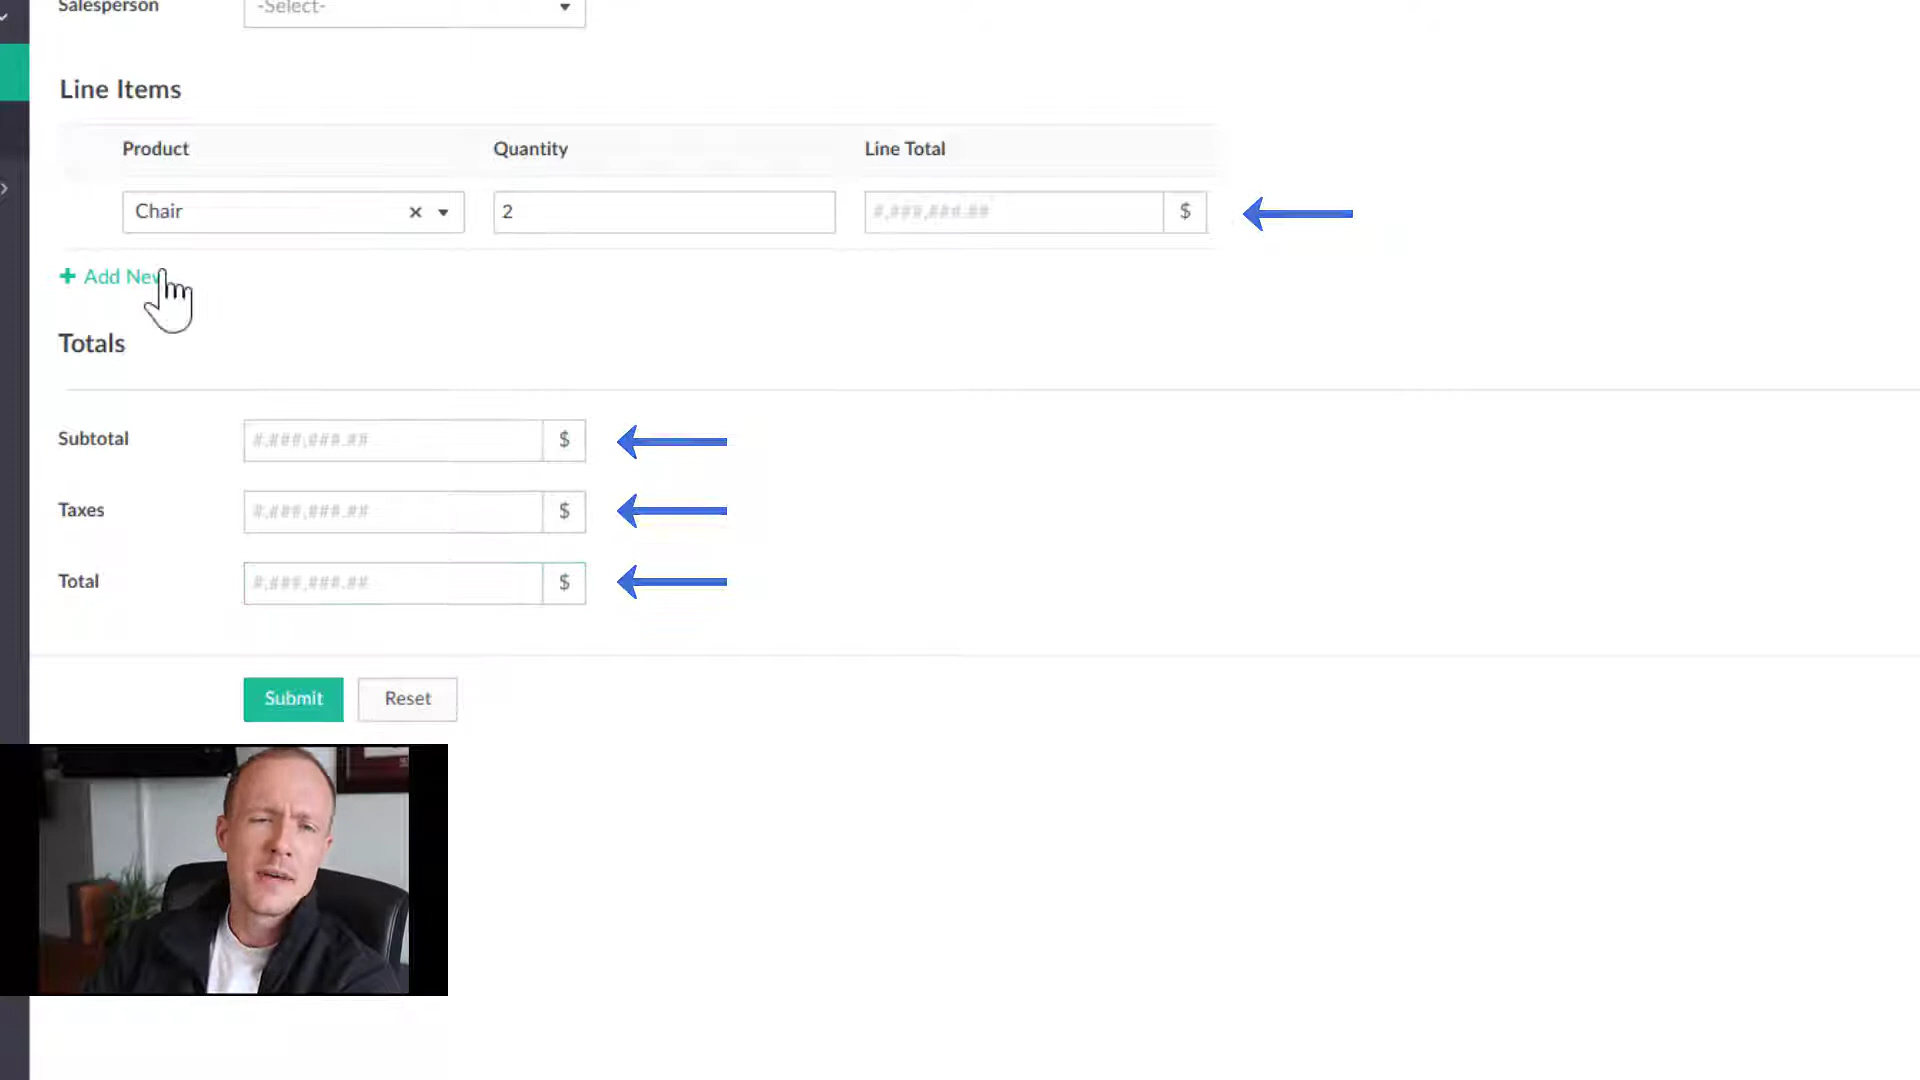 Salesperson
-Select-
Line Items
Product Quantity Line Total
Chair × 2 #,###,###.## $
+ Add New
Totals
Subtotal #,###,###.## $
Taxes #,###,###.## $
Total #,###,###.## $
Submit Reset